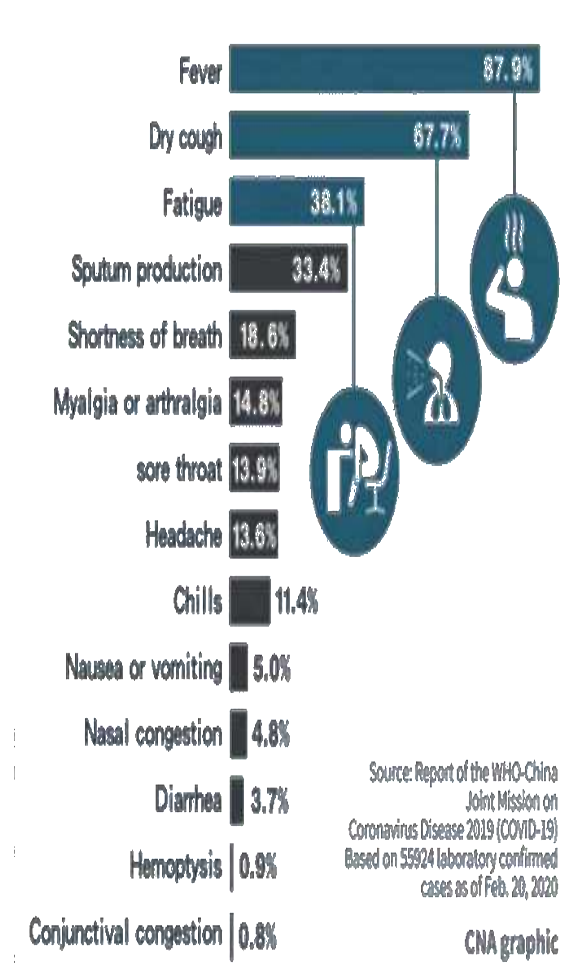 Fever 87.9%
Dry cough 67.7%
Fatigue 38.1%
Sputum production 33.4%
Shortness of breath 18.6%
Myalgia or arthralgia 14.8%
sore throat 13.9%
Headache 13.6%
Chills 11.4%
Nausea or vomiting 5.0%
Nasal congestion 4.8%
Diarrhea 3.7%
Hemoptysis 0.9%
Conjunctival congestion 0.8%
Source: Report of the WHO-China
Joint Mission on
Coronavirus Disease 2019 (COVID-19)
Based on 55924 laboratory confirmed
cases as of Feb. 20, 2020
CNA graphic